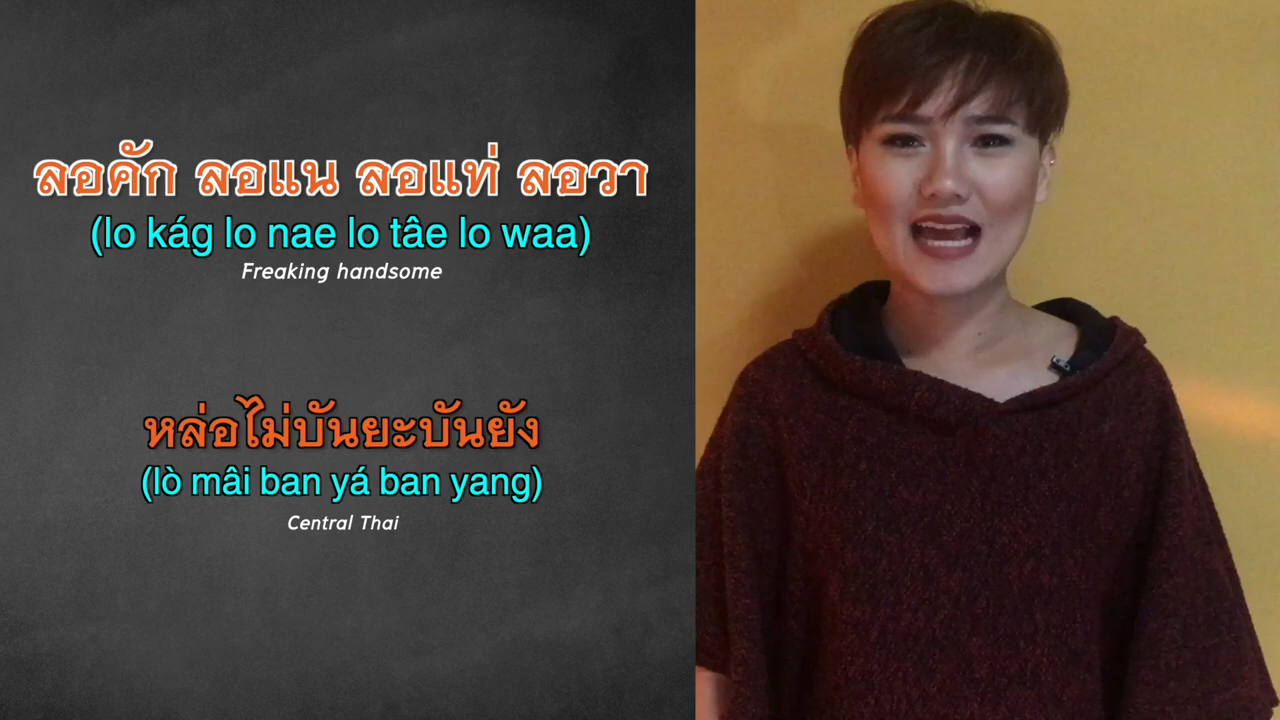 ลอคัก ลอแน ลอแท่ ลอวา
(lo kág lo nae lo tâe lo waa)
Freaking handsome
หล่อไม่บันยะบันยัง
(lò mâi ban yá ban yang)
Central Thai